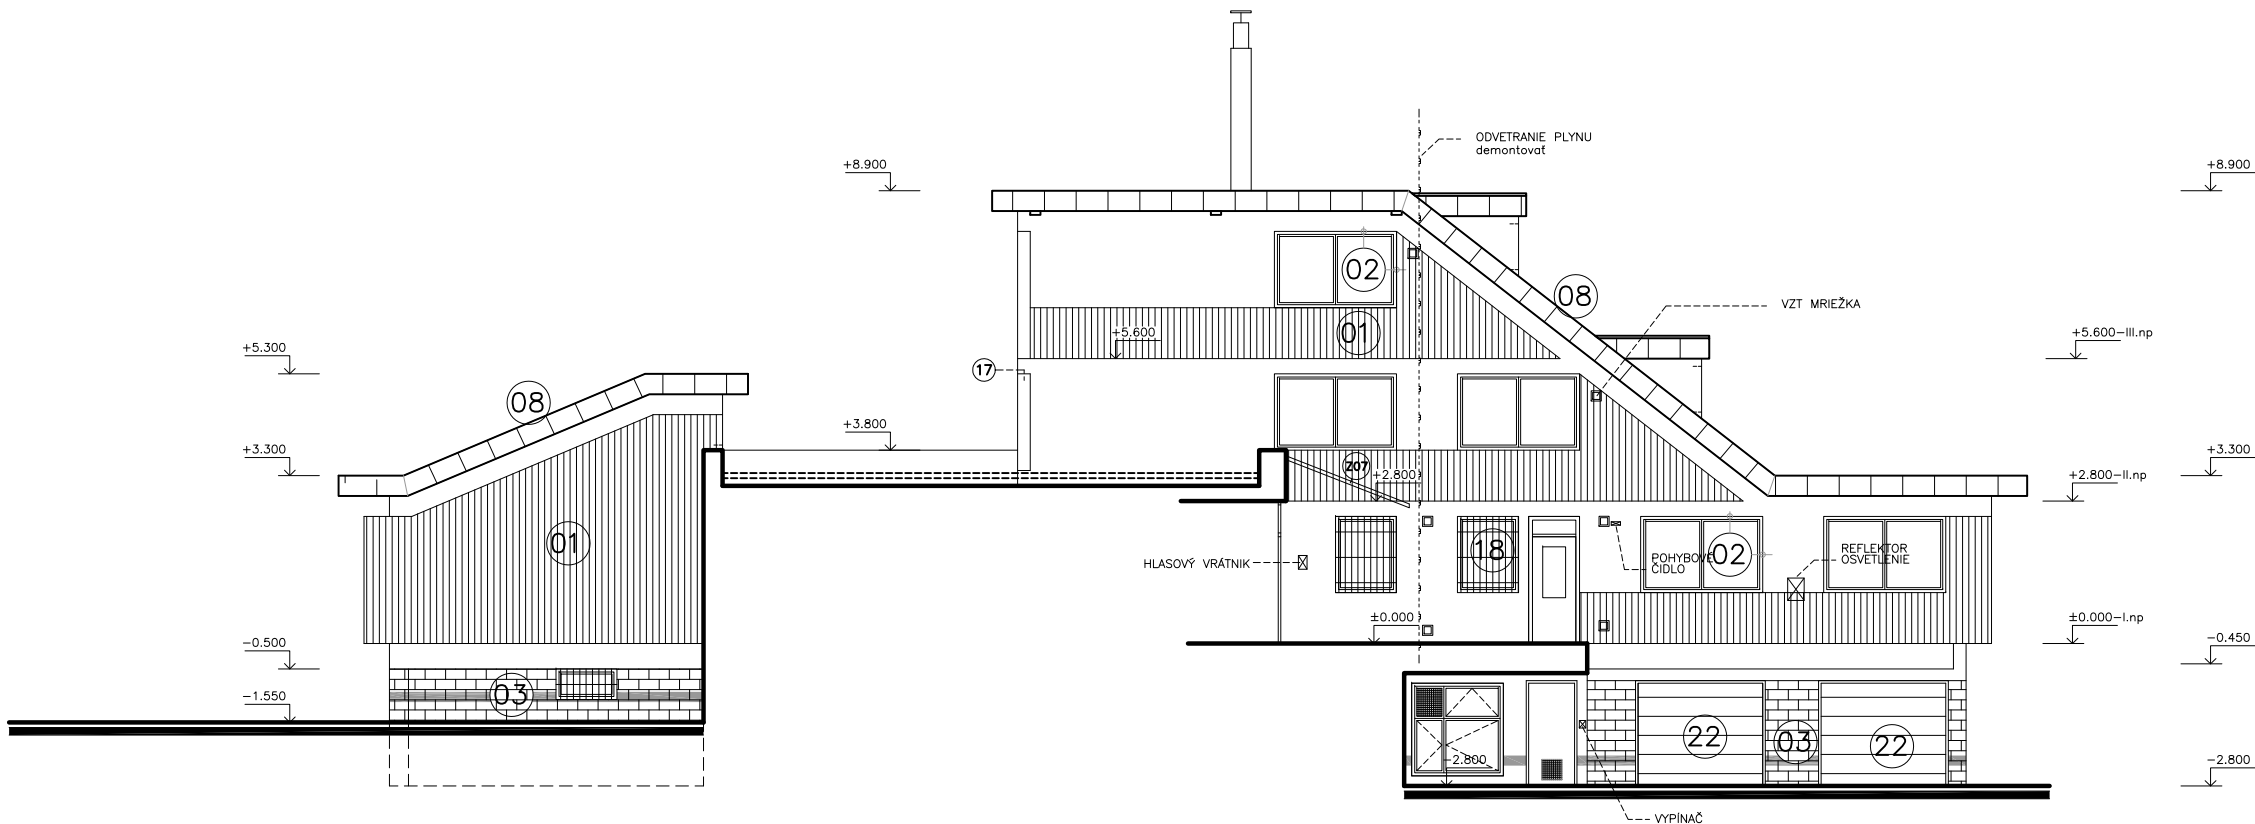 ODVETRANIE PLYNU
demontovať
+8.900
+8.900
02
08
VZT MRIEŽKA
01
+5.600
+5.600-III.np
+5.300
17
08
+3.800
+3.300
+3.300
Z07
+2.800
+2.800-II.np
01
18
HLASOVÝ VRÁTNIK
POHYBOVÉ
ČIDLO
02
REFLEKTOR
OSVETLENIE
±0.000
±0.000-I.np
-0.500
-0.450
03
-1.550
22
03
22
-2.800
-2.800
VYPÍNAČ